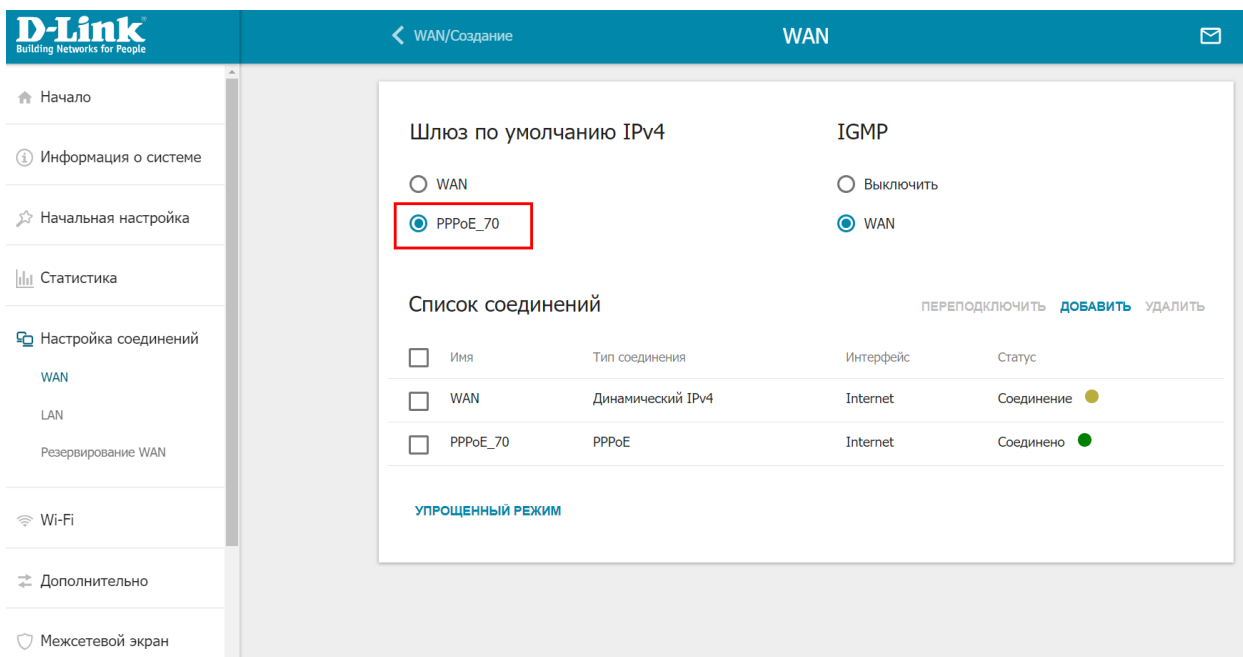 D-Link
Building Networks for People
WAN/Создание
WAN
Начало
Информация о системе
Начальная настройка
Статистика
Настройка соединений
WAN
LAN
Резервирование WAN
Wi-Fi
Дополнительно
Межсетевой экран
Шлюз по умолчанию IPv4
WAN
PPPoE_70
IGMP
Выключить
WAN
Список соединений
ПЕРЕПОДКЛЮЧИТЬ ДОБАВИТЬ УДАЛИТЬ
Имя Тип соединения Интерфейс Статус
WAN Динамический IPv4 Internet Соединение
PPPoE_70 PPPoE Internet Соединено
УПРОЩЕННЫЙ РЕЖИМ